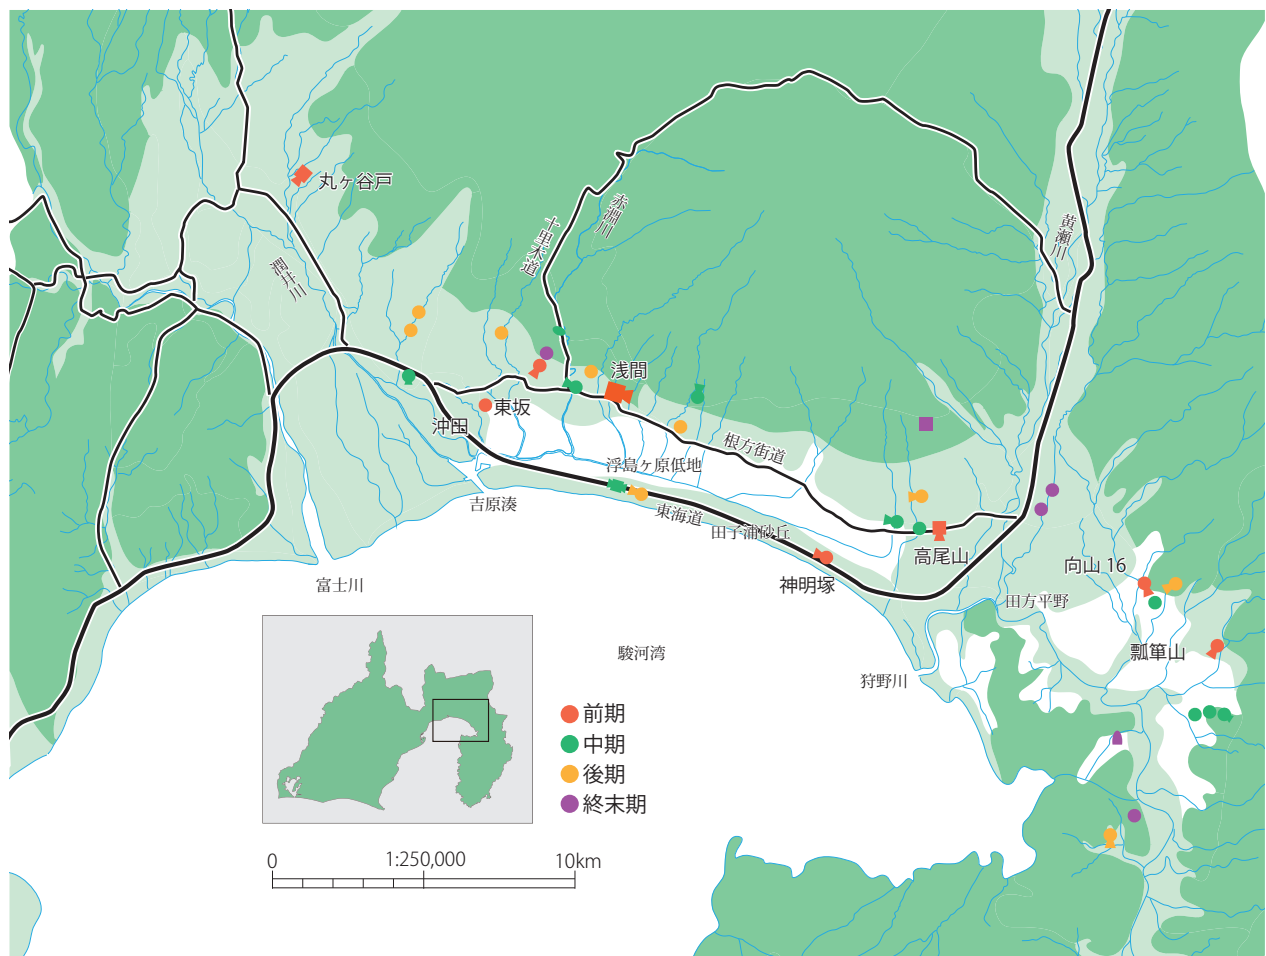 丸ヶ谷戸
潤井川
十里木道
赤淵川
黄瀬川
浅間
東坂
沖田
根方街道
浮島ヶ原低地
吉原湊
東海道
田子浦砂丘
高尾山
向山 16
神明塚
田方平野
富士川
瓢箪山
駿河湾
狩野川
前期
中期
後期
終末期
0
1:250,000
10km